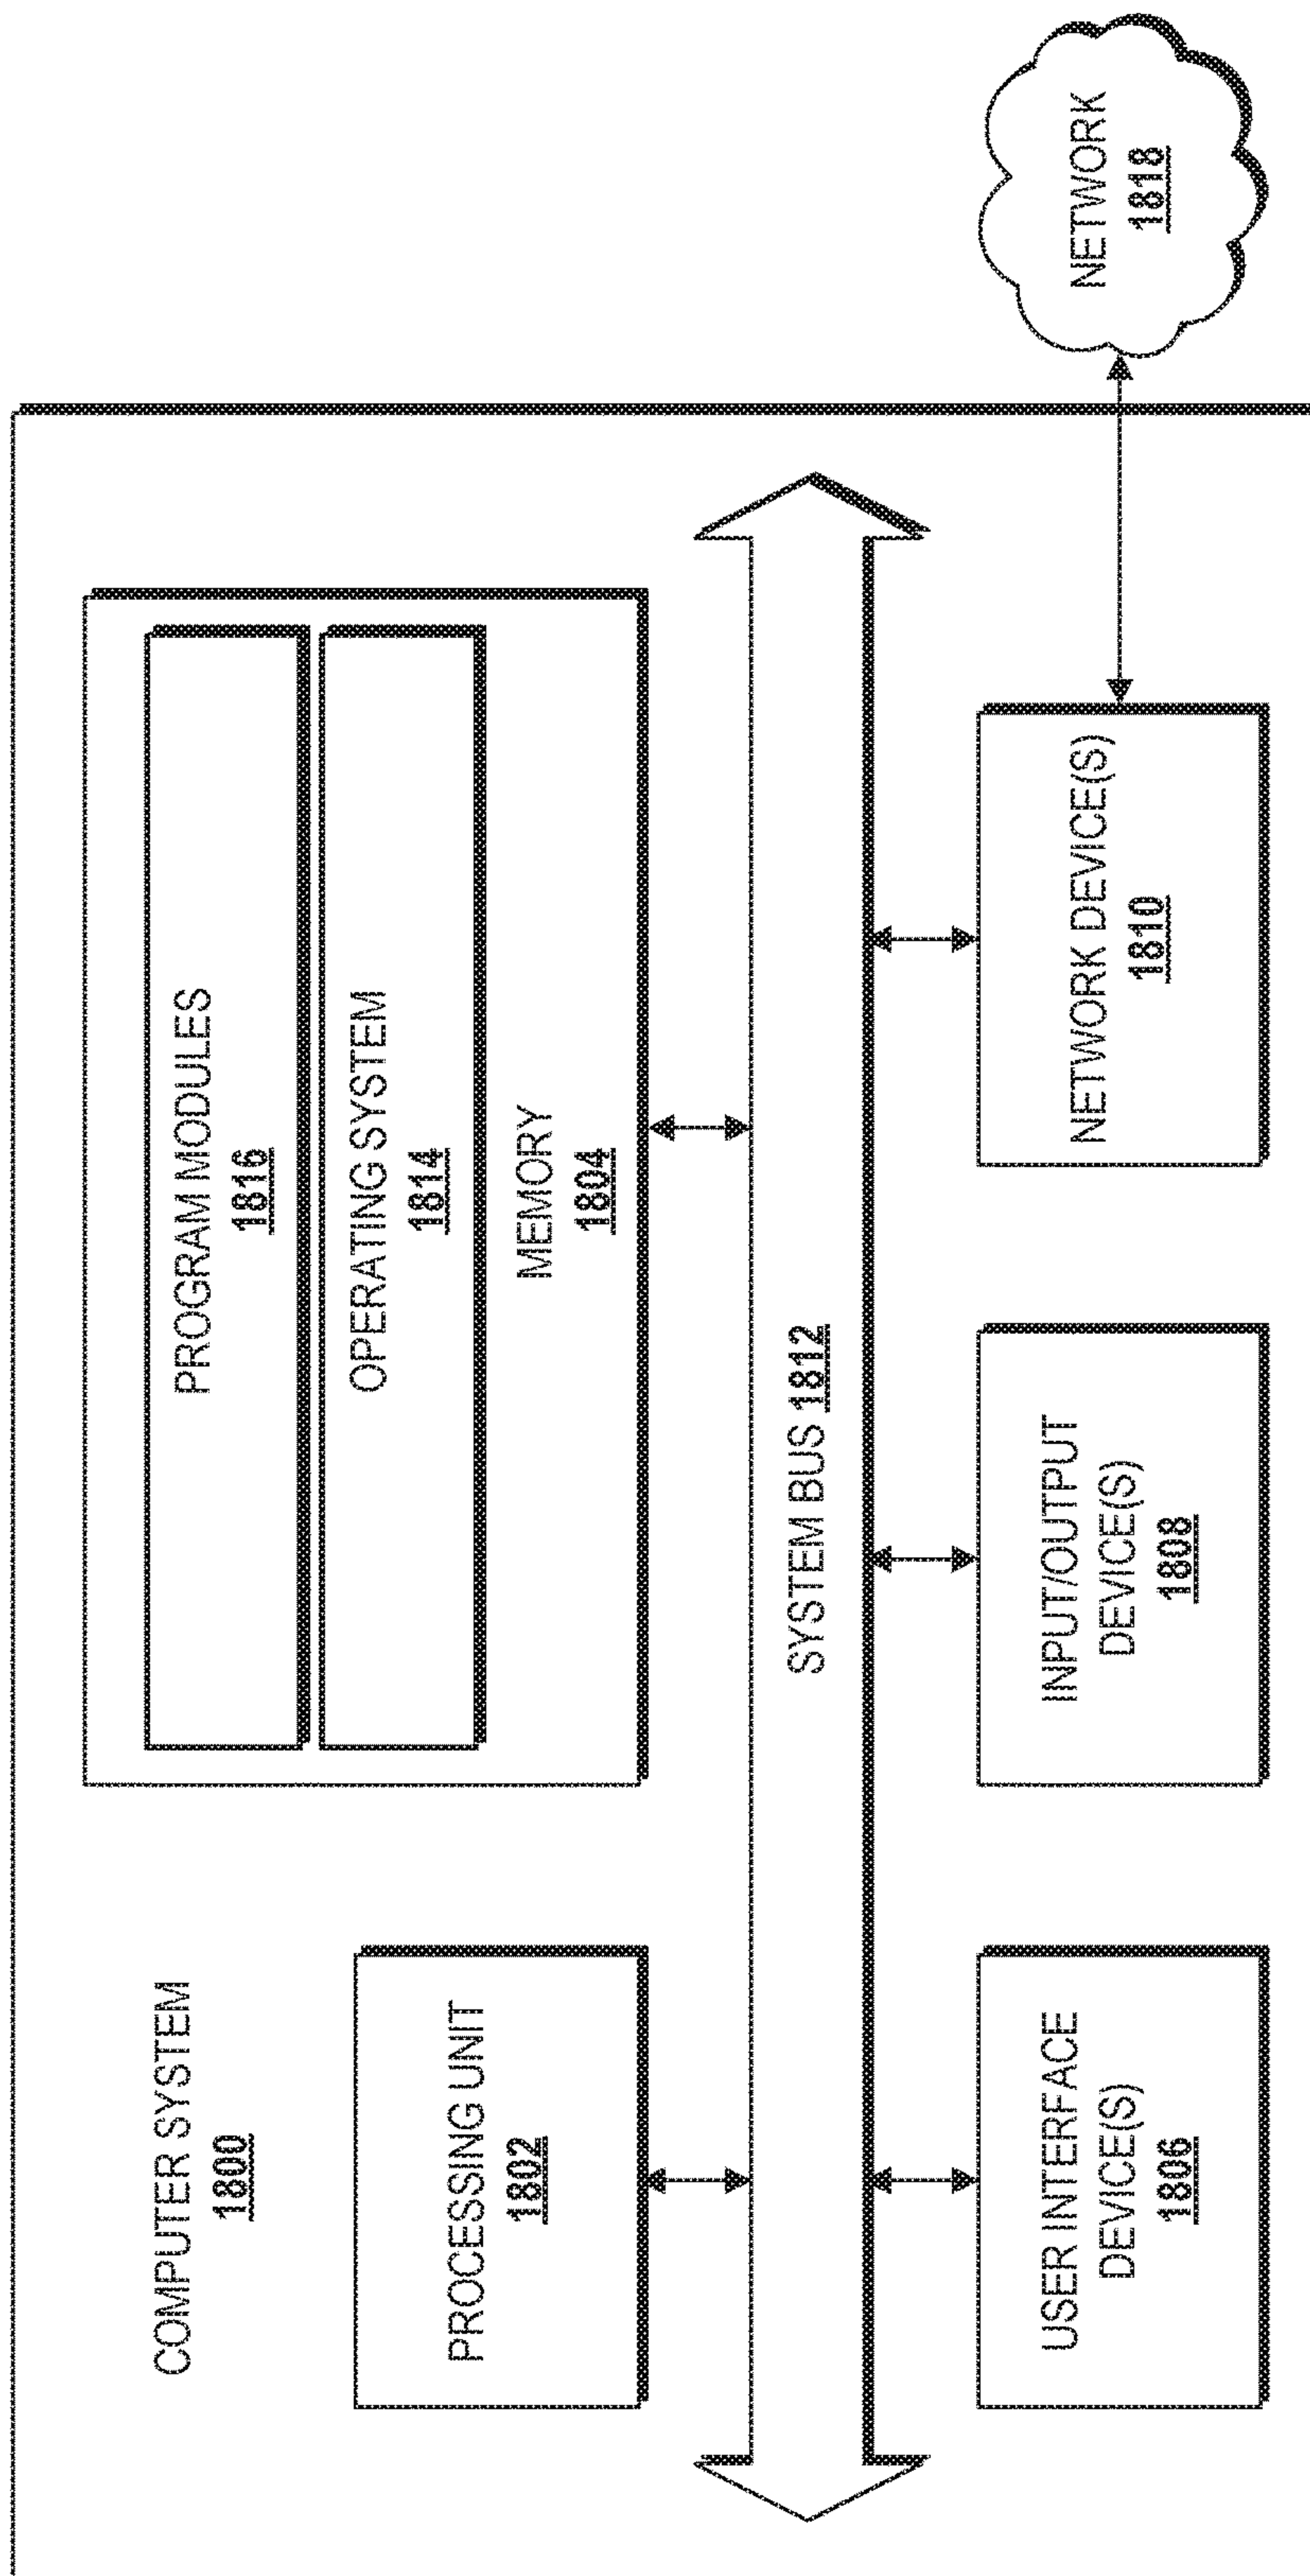 COMPUTER SYSTEM
1800
PROCESSING UNIT
1802
PROGRAM MODULES
1816
OPERATING SYSTEM
1814
MEMORY
1804
SYSTEM BUS 1812
USER INTERFACE
DEVICE(S)
1806
INPUT/OUTPUT
DEVICE(S)
1808
NETWORK DEVICE(S)
1810
NETWORK
1818